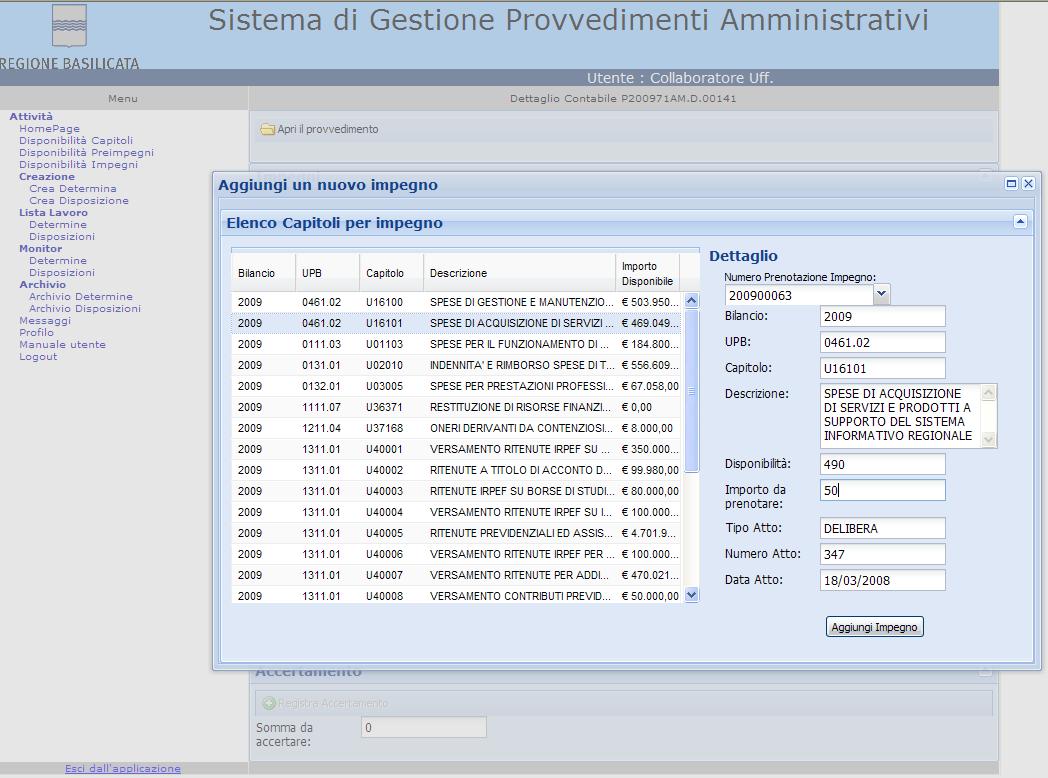 Sistema di Gestione Provvedimenti Amministrativi
REGIONE BASILICATA
Utente : Collaboratore Uff.
Menu
Dettaglio Contabile P200971AM.D.00141
Attività
HomePage
Disponibilità Capitoli
Disponibilità Preimpegni
Disponibilità Impegni
Creazione
Crea Determina
Crea Disposizione
Lista Lavoro
Determine
Disposizioni
Monitor
Determine
Disposizioni
Archivio
Archivio Determine
Archivio Disposizioni
Messaggi
Profilo
Manuale utente
Logout
Esci dall'applicazione
Apri il provvedimento
Aggiungi un nuovo impegno
Elenco Capitoli per impegno
Bilancio UPB Capitolo Descrizione Importo Disponibile
2009 0461.02 U16100 SPESE DI GESTIONE E MANUTENZIO... € 503.950...
2009 0461.02 U16101 SPESE DI ACQUISIZIONE DI SERVIZI ... € 469.049...
2009 0111.03 U01103 SPESE PER IL FUNZIONAMENTO DI ... € 184.800...
2009 0131.01 U02010 INDENNITA' E RIMBORSO SPESE DI T... € 556.609...
2009 0132.01 U03005 SPESE PER PRESTAZIONI PROFESSI... € 67.058,00
2009 1111.07 U36371 RESTITUZIONE DI RISORSE FINANZI... € 0,00
2009 1211.04 U37168 ONERI DERIVANTI DA CONTENZIOSI... € 8.000,00
2009 1311.01 U40001 VERSAMENTO RITENUTE IRPEF SU ... € 350.000...
2009 1311.01 U40002 RITENUTE A TITOLO DI ACCONTO D... € 99.980,00
2009 1311.01 U40003 RITENUTE IRPEF SU BORSE DI STUDI... € 80.000,00
2009 1311.01 U40004 VERSAMENTO RITENUTE IRPEF SU I... € 100.000...
2009 1311.01 U40005 RITENUTE PREVIDENZIALI ED ASSIS... € 4.701.9...
2009 1311.01 U40006 VERSAMENTO RITENUTE IRPEF PER ... € 100.000...
2009 1311.01 U40007 VERSAMENTO RITENUTE PER ADDI... € 470.021...
2009 1311.01 U40008 VERSAMENTO CONTRIBUTI PREVID... € 50.000,00
Dettaglio
Numero Prenotazione Impegno:
200900063
Bilancio: 2009
UPB: 0461.02
Capitolo: U16101
Descrizione: SPESE DI ACQUISIZIONE
DI SERVIZI E PRODOTTI A
SUPPORTO DEL SISTEMA
INFORMATIVO REGIONALE
Disponibilità: 490
Importo da prenotare: 50
Tipo Atto: DELIBERA
Numero Atto: 347
Data Atto: 18/03/2008
Aggiungi Impegno
Accertamento
Registra Accertamento
Somma da accertare: 0